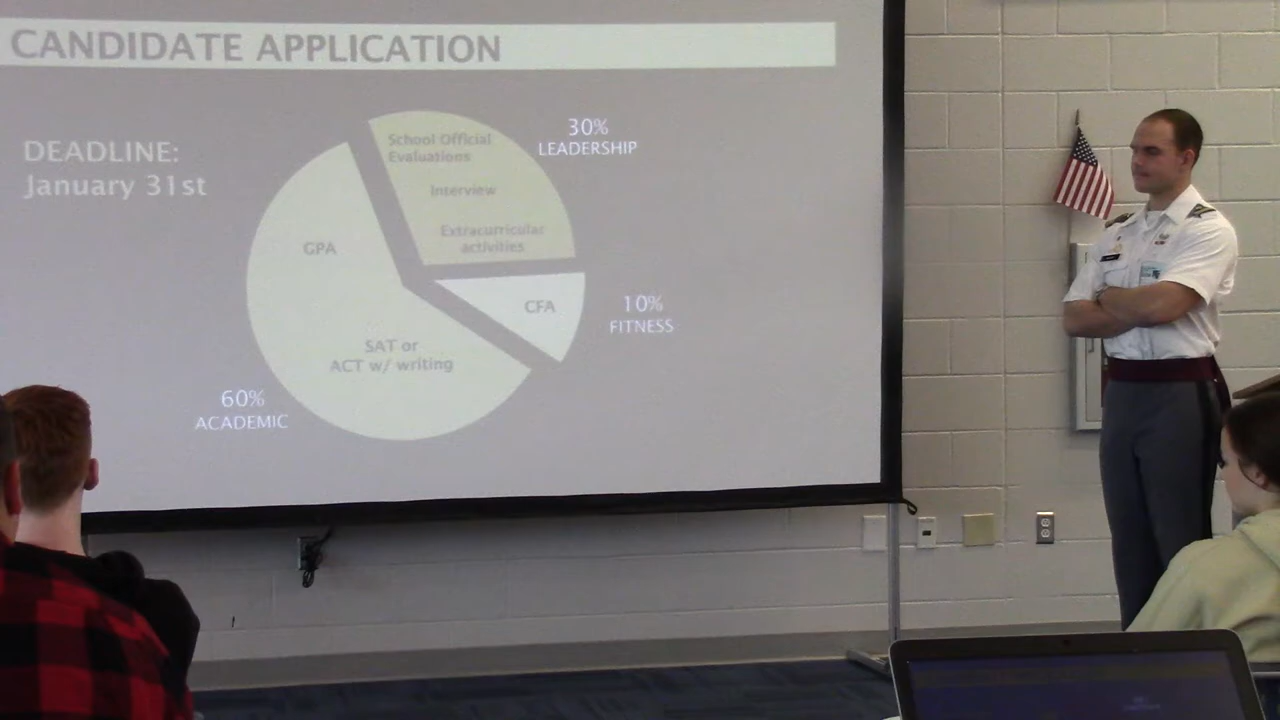 CANDIDATE APPLICATION
DEADLINE:
January 31st
School Official
Evaluations
Interview
Extracurricular
activities
30%
LEADERSHIP
GPA
CFA
10%
FITNESS
SAT or
ACT w/ writing
60%
ACADEMIC